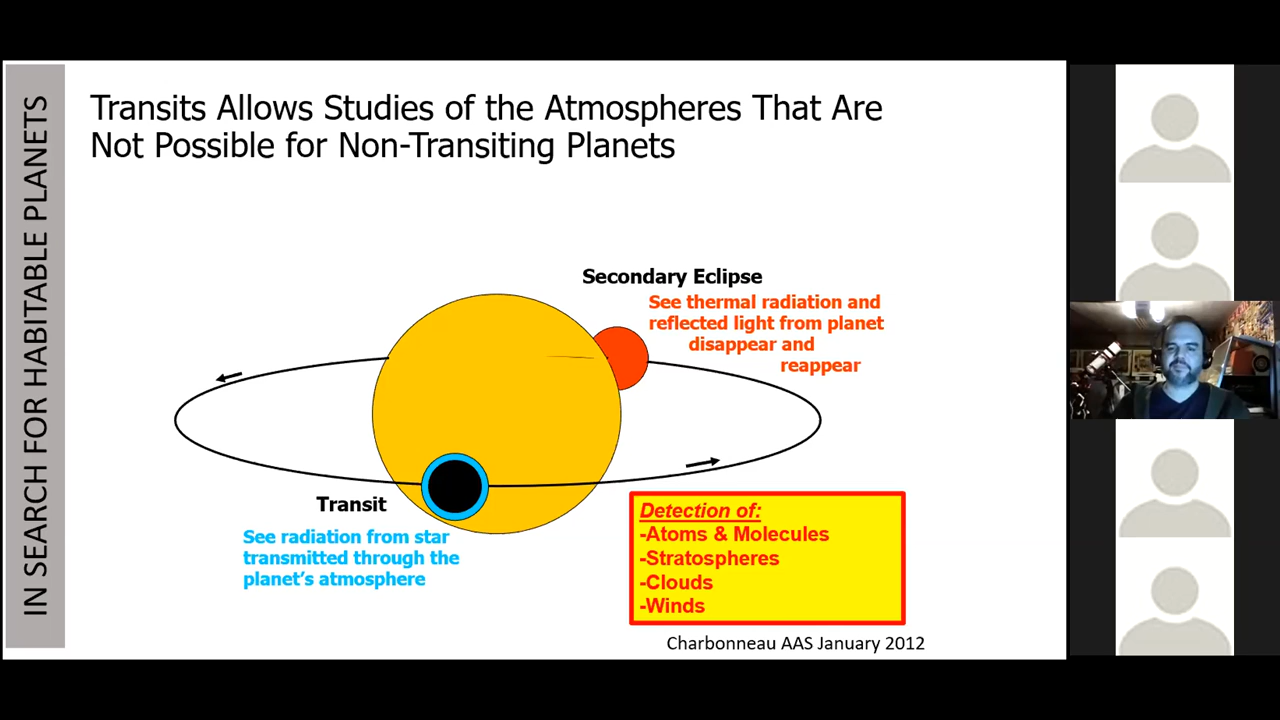 IN SEARCH FOR HABITABLE PLANETS
Transits Allows Studies of the Atmospheres That Are
Not Possible for Non-Transiting Planets
Secondary Eclipse
See thermal radiation and
reflected light from planet
disappear and
reappear
Transit
See radiation from star
transmitted through the
planet's atmosphere
Detection of:
-Atoms & Molecules
-Stratospheres
-Clouds
-Winds
Charbonneau AAS January 2012